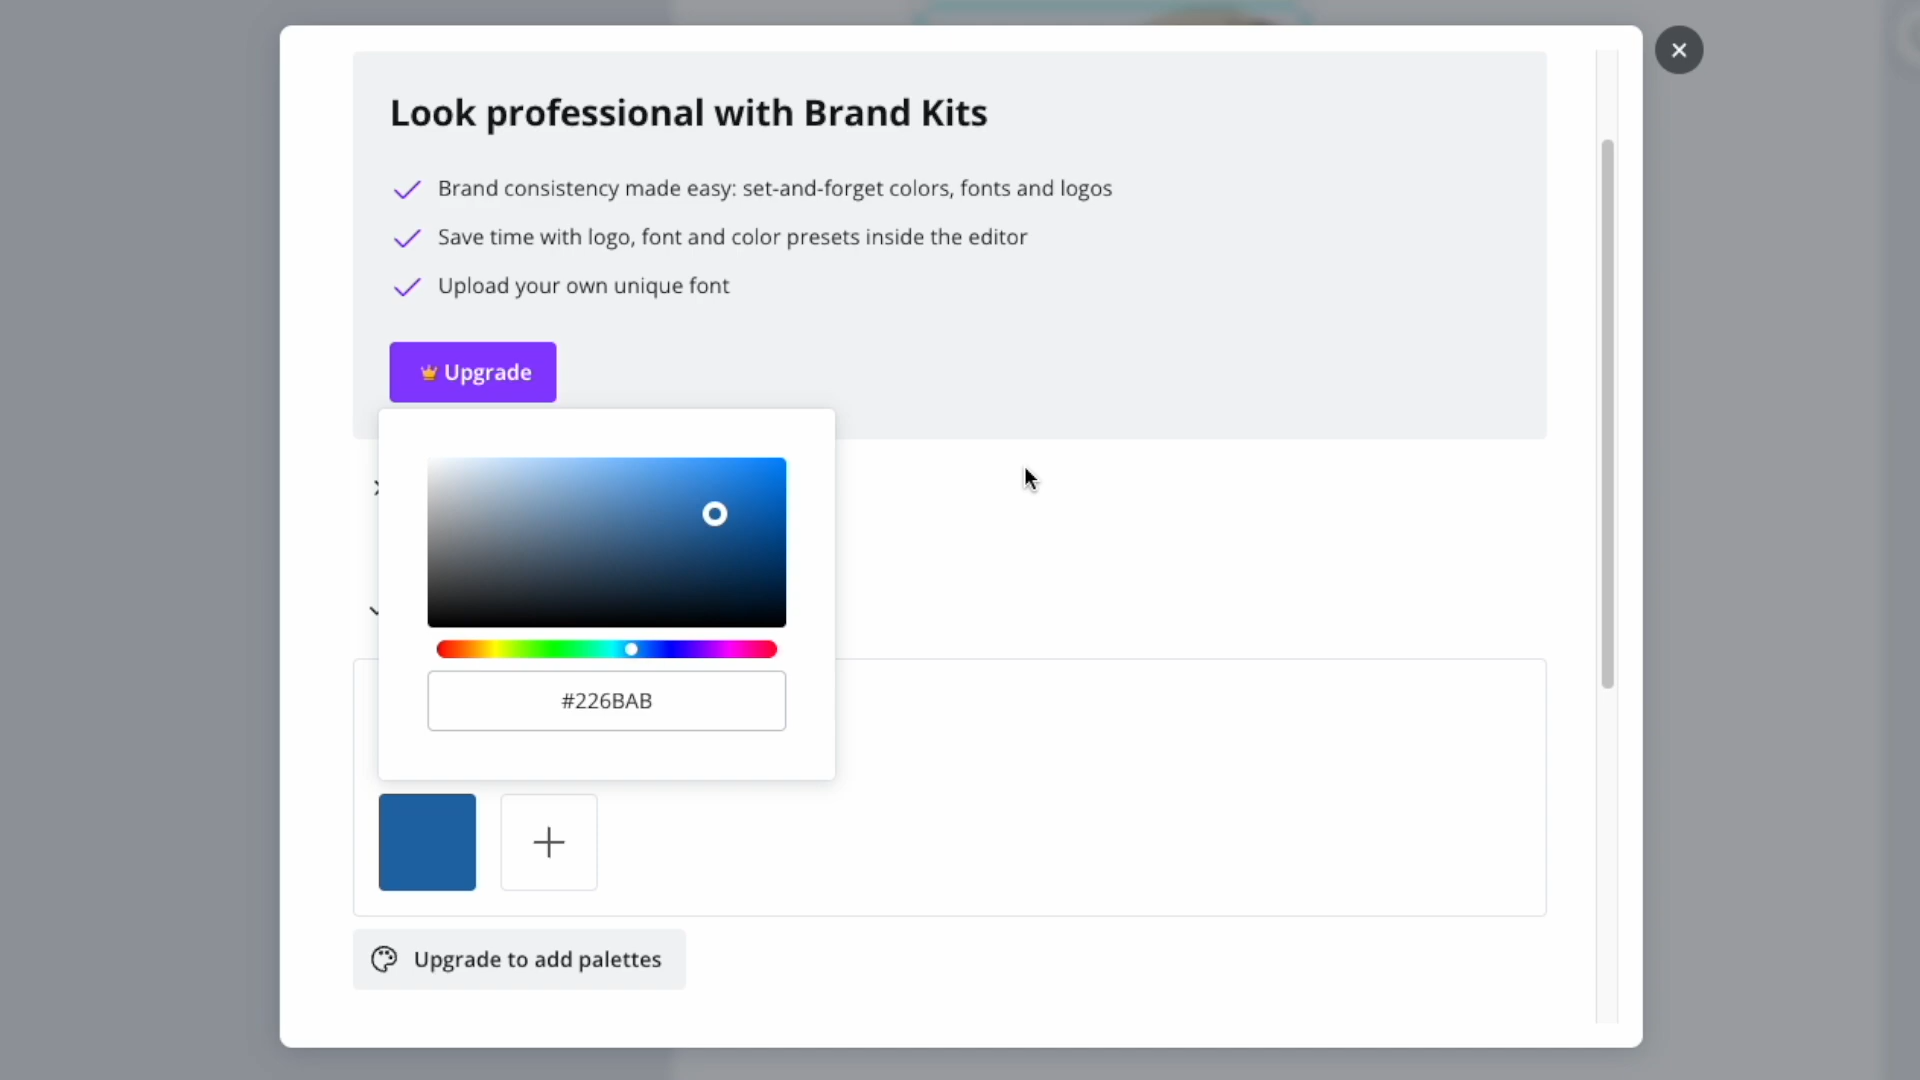 Look professional with Brand Kits
Brand consistency made easy: set-and-forget colors, fonts and logos
Save time with logo, font and color presets inside the editor
Upload your own unique font
Upgrade
#226BAB
Upgrade to add palettes